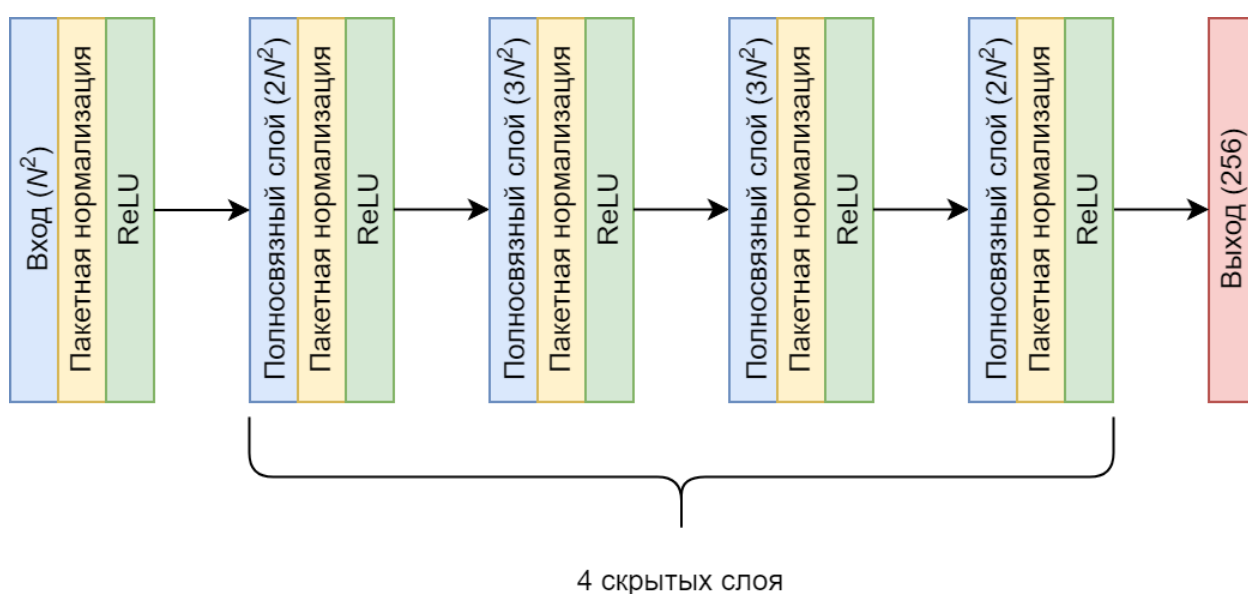 Вход (N²)
Пакетная нормализация
ReLU
Полносвязный слой (2N²)
Пакетная нормализация
ReLU
Полносвязный слой (3N²)
Пакетная нормализация
ReLU
Полносвязный слой (3N²)
Пакетная нормализация
ReLU
Полносвязный слой (2N²)
Пакетная нормализация
ReLU
Выход (256)
4 скрытых слоя